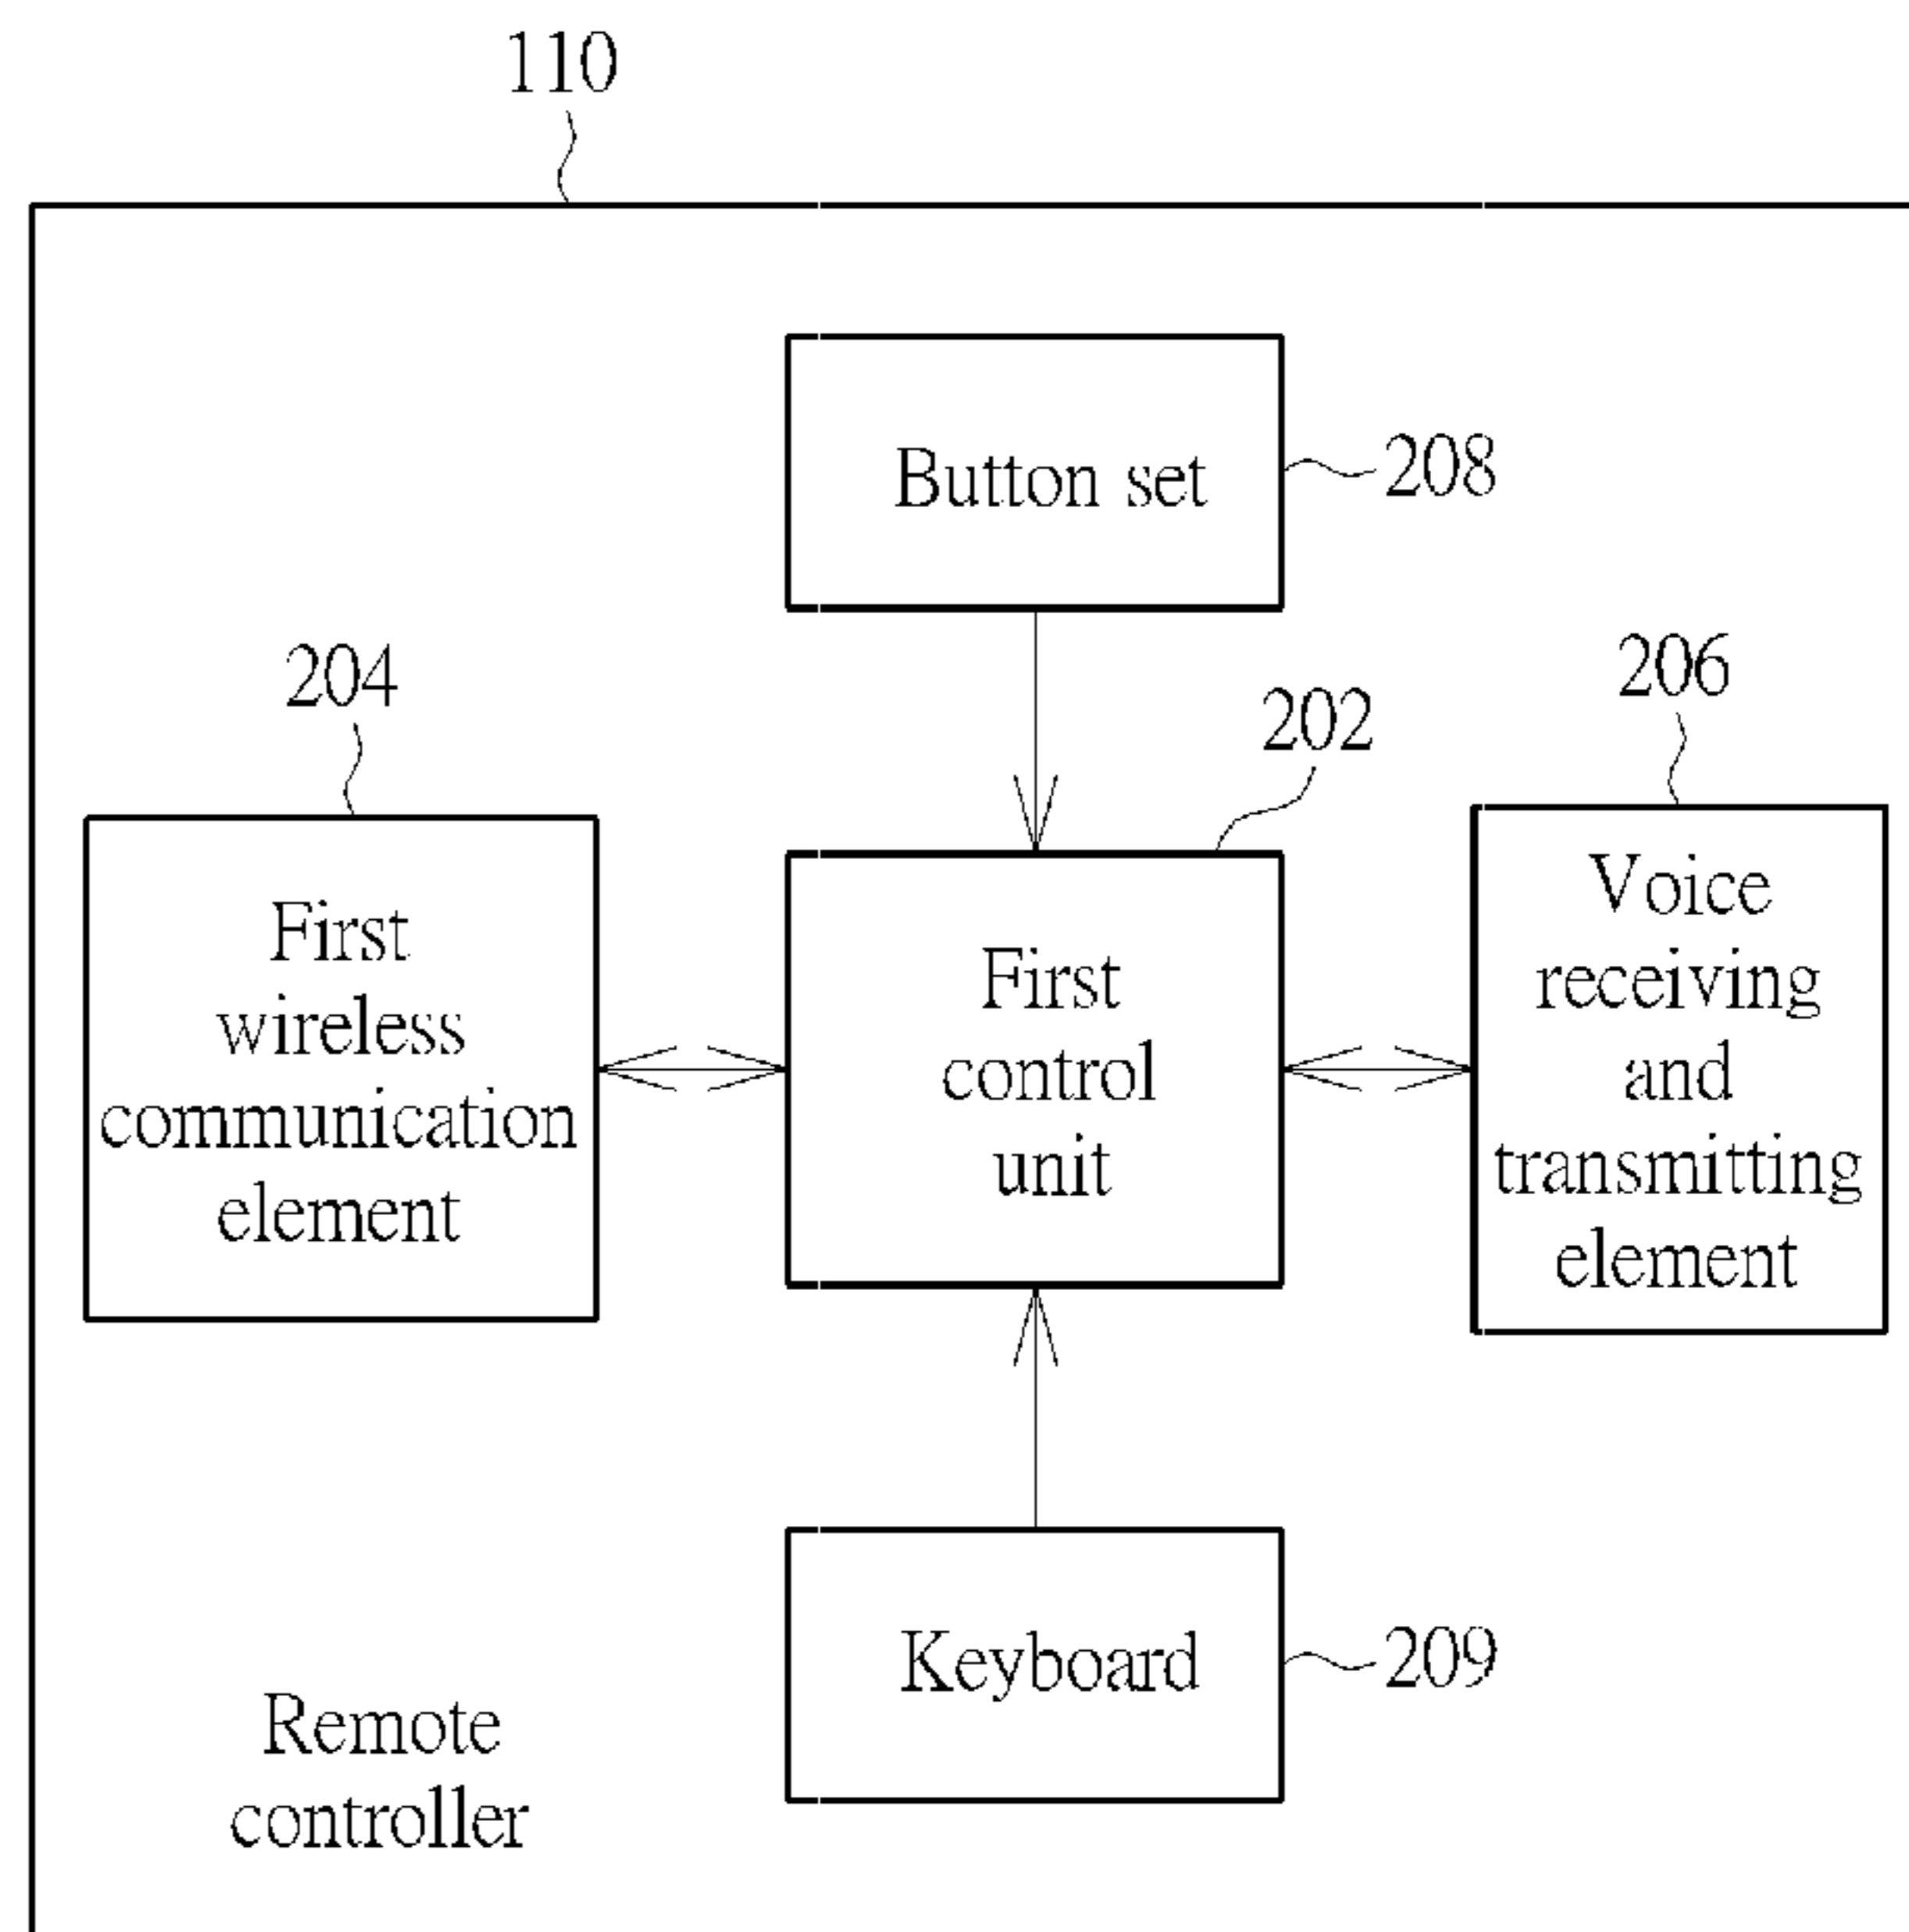 110
Button set
208
204
202
206
First
wireless
communication
element
First
control
unit
Voice
receiving
and
transmitting
element
Keyboard
209
Remote
controller